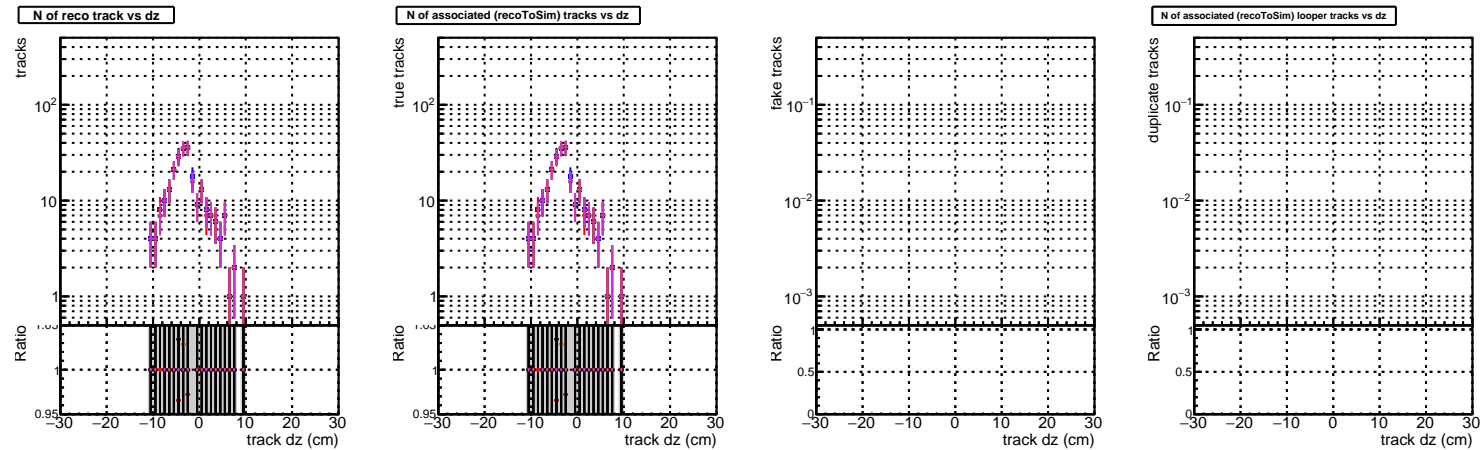 N of reco track vs dz
tracks
10²
10
1
Ratio
1.05
1
0.95
−30 −20 −10 0 10 20 30
track dz (cm)
N of associated (recoToSim) tracks vs dz
true tracks
10²
10
1
Ratio
1.05
1
0.95
−30 −20 −10 0 10 20 30
track dz (cm)
fake tracks
10⁻¹
10⁻²
10⁻³
Ratio
1
0.5
0
−30 −20 −10 0 10 20 30
track dz (cm)
N of associated (recoToSim) looper tracks vs dz
duplicate tracks
10⁻¹
10⁻²
10⁻³
Ratio
1
0.5
0
−30 −20 −10 0 10 20 30
track dz (cm)